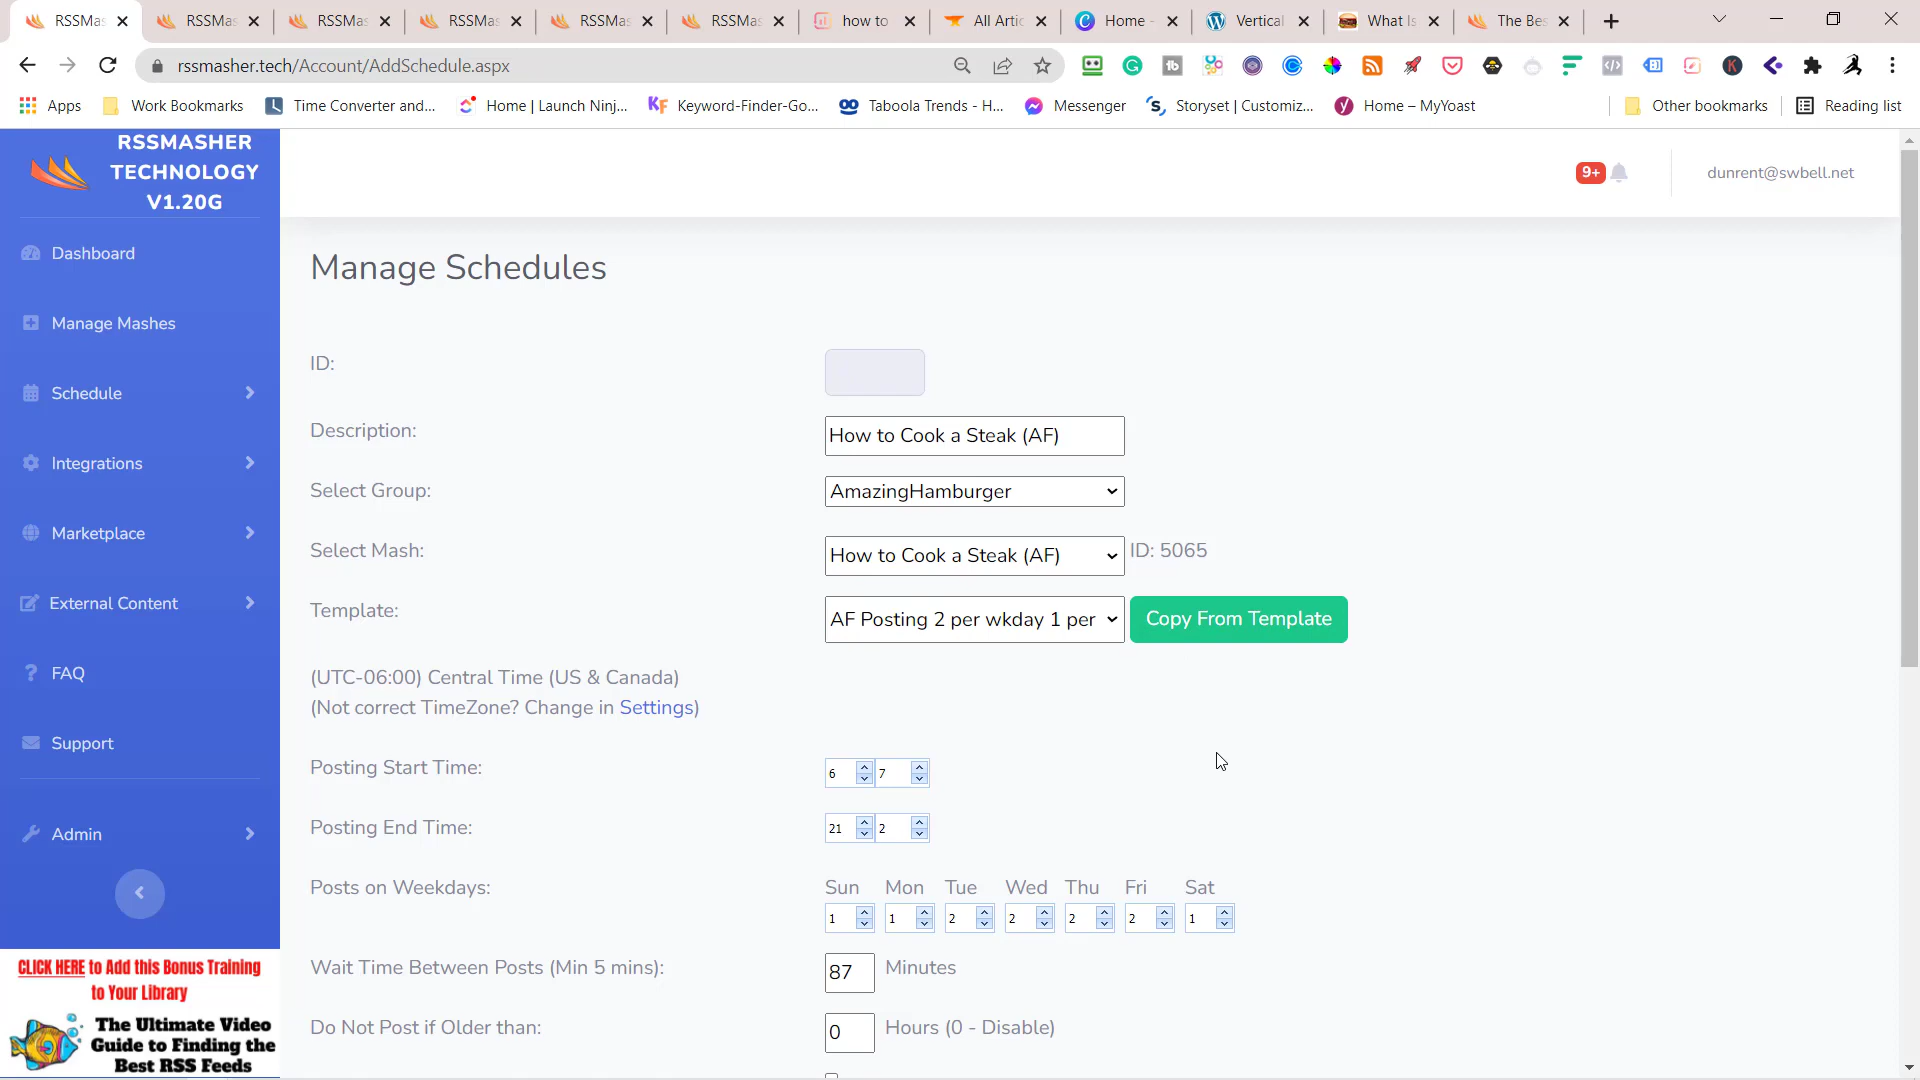 RSSMas
RSSMas
RSSMas
RSSMas
RSSMas
RSSMas
how to
All Artic
Home -
Vertical
What Is
The Bes
rssmasher.tech/Account/AddSchedule.aspx
Apps
Work Bookmarks
Time Converter and...
Home | Launch Ninj...
Keyword-Finder-Go...
Taboola Trends - H...
Messenger
Storyset | Customiz...
Home – MyYoast
Other bookmarks
Reading list
RSSMASHER
TECHNOLOGY
V1.20G
9+
dunrent@swbell.net
Dashboard
Manage Mashes
Schedule
Integrations
Marketplace
External Content
FAQ
Support
Admin
CLICK HERE to Add this Bonus Training
to Your Library
The Ultimate Video
Guide to Finding the
Best RSS Feeds
Manage Schedules
ID:
Description:
How to Cook a Steak (AF)
Select Group:
AmazingHamburger
Select Mash:
How to Cook a Steak (AF)
ID: 5065
Template:
AF Posting 2 per wkday 1 per
Copy From Template
(UTC-06:00) Central Time (US & Canada)
(Not correct TimeZone? Change in Settings)
Posting Start Time:
6 7
Posting End Time:
21 2
Posts on Weekdays:
Sun Mon Tue Wed Thu Fri Sat
1 1 2 2 2 2 1
Wait Time Between Posts (Min 5 mins):
87 Minutes
Do Not Post if Older than:
0 Hours (0 - Disable)